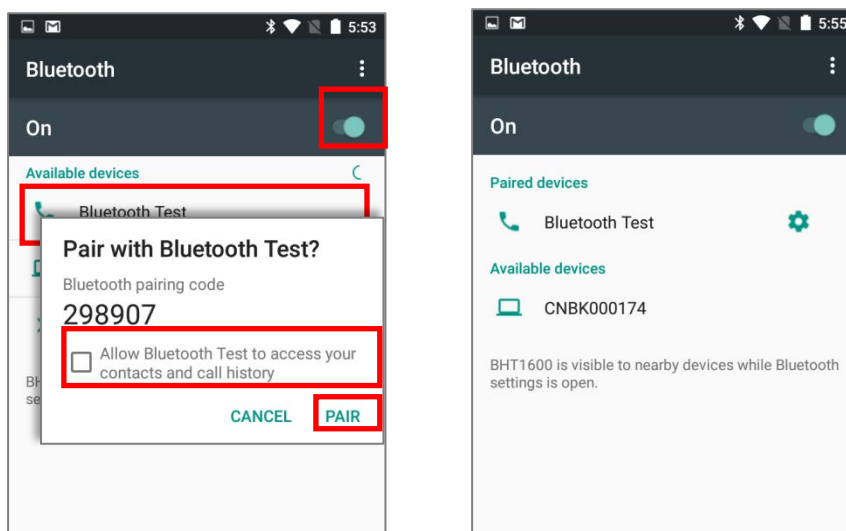 5:53
Bluetooth
On
Available devices
Bluetooth Test
Pair with Bluetooth Test?
Bluetooth pairing code
298907
Allow Bluetooth Test to access your
contacts and call history
BH
se
CANCEL PAIR
5:55
Bluetooth
On
Paired devices
Bluetooth Test
Available devices
CNBK000174
BHT1600 is visible to nearby devices while Bluetooth
settings is open.